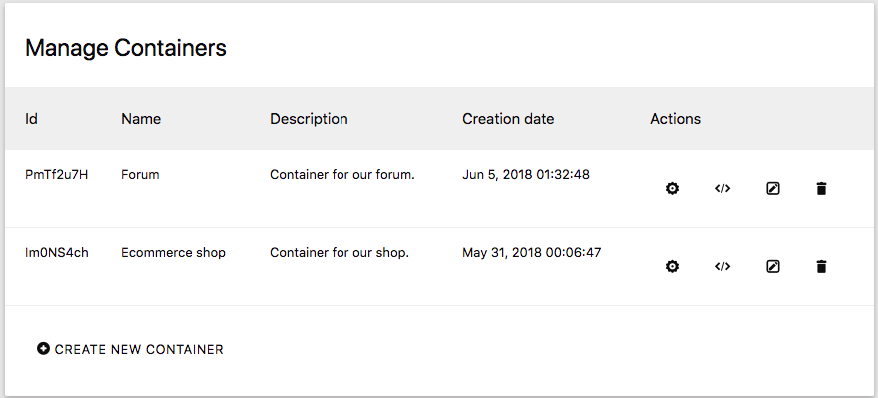 Manage Containers
Id Name Description Creation date Actions
PmTf2u7H Forum Container for our forum. Jun 5, 2018 01:32:48
Im0NS4ch Ecommerce shop Container for our shop. May 31, 2018 00:06:47
CREATE NEW CONTAINER